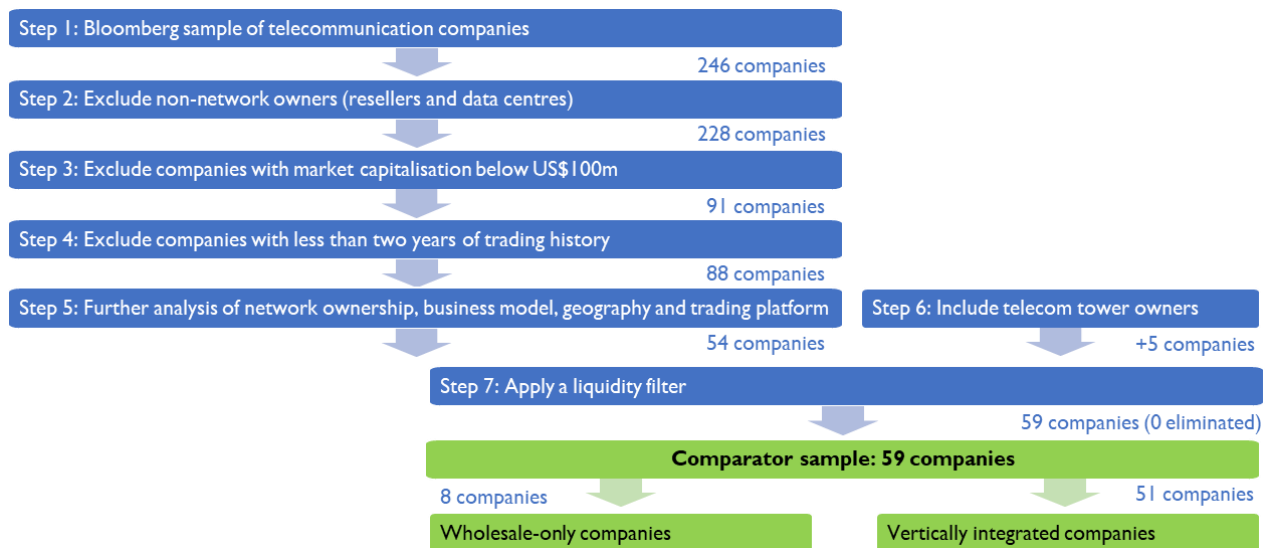 Step 1: Bloomberg sample of telecommunication companies
246 companies
Step 2: Exclude non-network owners (resellers and data centres)
228 companies
Step 3: Exclude companies with market capitalisation below US$100m
91 companies
Step 4: Exclude companies with less than two years of trading history
88 companies
Step 5: Further analysis of network ownership, business model, geography and trading platform
Step 6: Include telecom tower owners
54 companies
+5 companies
Step 7: Apply a liquidity filter
59 companies (0 eliminated)
Comparator sample: 59 companies
8 companies
51 companies
Wholesale-only companies
Vertically integrated companies